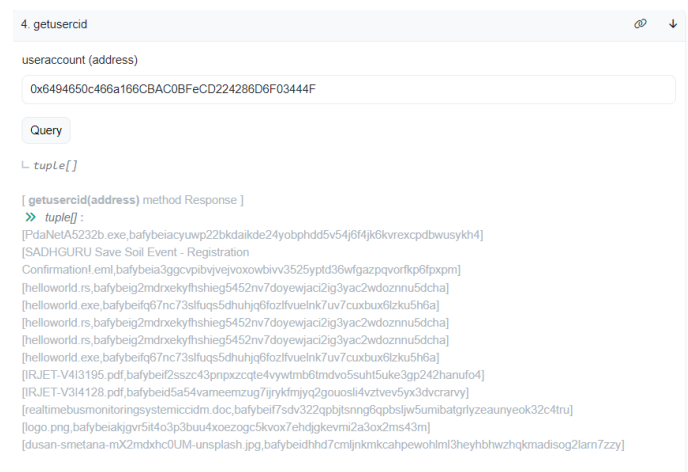 4. getusercid
useraccount (address)
0x6494650c466a166CBAC0BFeCD224286D6F03444F
Query
tuple[]
[ getusercid(address) method Response ]
tuple[] :
[PdaNetA5232b.exe,bafybeiacyuwp22bkdaikde24yobphdd5v54j6f4jk6kvrexcpdbwusykh4]
[SADHGURU Save Soil Event - Registration
Confirmation!.eml,bafybeia3ggcvpibvjvejvoxowbivv3525yptd36wfgazpqvorfkp6fpxpm]
[helloworld.rs,bafybeig2mdrxekyfhshieg5452nv7doyewjaci2ig3yac2wdoznnu5dcha]
[helloworld.exe,bafybeifq67nc73slfuqs5dhuhjq6fozlfvuelnk7uv7cuxbux6lzku5h6a]
[helloworld.rs,bafybeig2mdrxekyfhshieg5452nv7doyewjaci2ig3yac2wdoznnu5dcha]
[helloworld.rs,bafybeig2mdrxekyfhshieg5452nv7doyewjaci2ig3yac2wdoznnu5dcha]
[helloworld.exe,bafybeifq67nc73slfuqs5dhuhjq6fozlfvuelnk7uv7cuxbux6lzku5h6a]
[IRJET-V4I3195.pdf,bafybeif2sszc43pnpxzcqte4vywtmb6tmdvo5suht5uke3gp242hanufo4]
[IRJET-V3I4128.pdf,bafybeid5a54vameemzug7ijrykfmjyq2gouosli4vztvev5yx3dvcrarvy]
[realtimebusmonitoringsystemiccidm.doc,bafybeif7sdv322qpbjtsnng6qpbsljw5umibatgrlyzeaunyeok32c4tru]
[logo.png,bafybeiakjgvr5it4o3p3buu4xoezogc5kvox7ehdjgkevmi2a3ox2ms43m]
[dusan-smetana-mX2mdxhc0UM-unsplash.jpg,bafybeidhhd7cmljnkmkcahpewohlml3heyhbhwzhqkmadisog2larn7zzy]